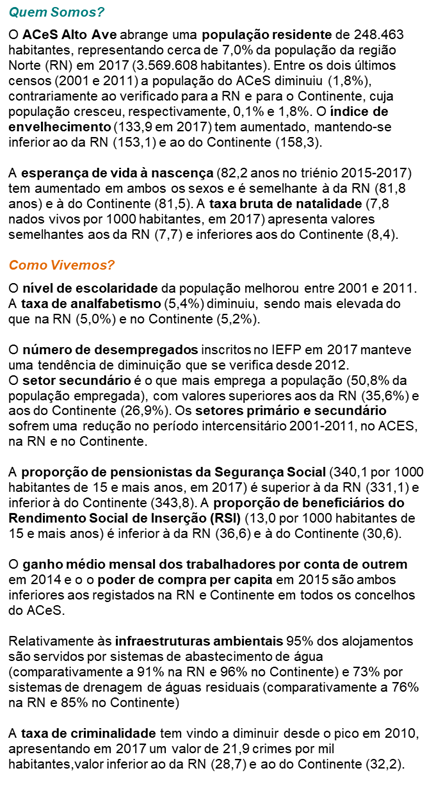 Quem Somos?
O ACeS Alto Ave abrange uma população residente de 248.463
habitantes, representando cerca de 7,0% da população da região
Norte (RN) em 2017 (3.569.608 habitantes). Entre os dois últimos
censos (2001 e 2011) a população do ACeS diminuiu (1,8%),
contrariamente ao verificado para a RN e para o Continente, cuja
população cresceu, respectivamente, 0,1% e 1,8%. O índice de
envelhecimento (133,9 em 2017) tem aumentado, mantendo-se
inferior ao da RN (153,1) e ao do Continente (158,3).
A esperança de vida à nascença (82,2 anos no triénio 2015-2017)
tem aumentado em ambos os sexos e é semelhante à da RN (81,8
anos) e à do Continente (81,5). A taxa bruta de natalidade (7,8
nados vivos por 1000 habitantes, em 2017) apresenta valores
semelhantes aos da RN (7,7) e inferiores aos do Continente (8,4).
Como Vivemos?
O nível de escolaridade da população melhorou entre 2001 e 2011.
A taxa de analfabetismo (5,4%) diminuiu, sendo mais elevada do
que na RN (5,0%) e no Continente (5,2%).
O número de desempregados inscritos no IEFP em 2017 manteve
uma tendência de diminuição que se verifica desde 2012.
O setor secundário é o que mais emprega a população (50,8% da
população empregada), com valores superiores aos da RN (35,6%) e
aos do Continente (26,9%). Os setores primário e secundário
sofrem uma redução no período intercensitário 2001-2011, no ACES,
na RN e no Continente.
A proporção de pensionistas da Segurança Social (340,1 por 1000
habitantes de 15 e mais anos, em 2017) é superior à da RN (331,1) e
inferior à do Continente (343,8). A proporção de beneficiários do
Rendimento Social de Inserção (RSI) (13,0 por 1000 habitantes de
15 e mais anos) é inferior à da RN (36,6) e à do Continente (30,6).
O ganho médio mensal dos trabalhadores por conta de outrem
em 2014 e o o poder de compra per capita em 2015 são ambos
inferiores aos registados na RN e Continente em todos os concelhos
do ACeS.
Relativamente às infraestruturas ambientais 95% dos alojamentos
são servidos por sistemas de abastecimento de água
(comparativamente a 91% na RN e 96% no Continente) e 73% por
sistemas de drenagem de águas residuais (comparativamente a 76%
na RN e 85% no Continente)
A taxa de criminalidade tem vindo a diminuir desde o pico em 2010,
apresentando em 2017 um valor de 21,9 crimes por mil
habitantes,valor inferior ao da RN (28,7) e ao do Continente (32,2).